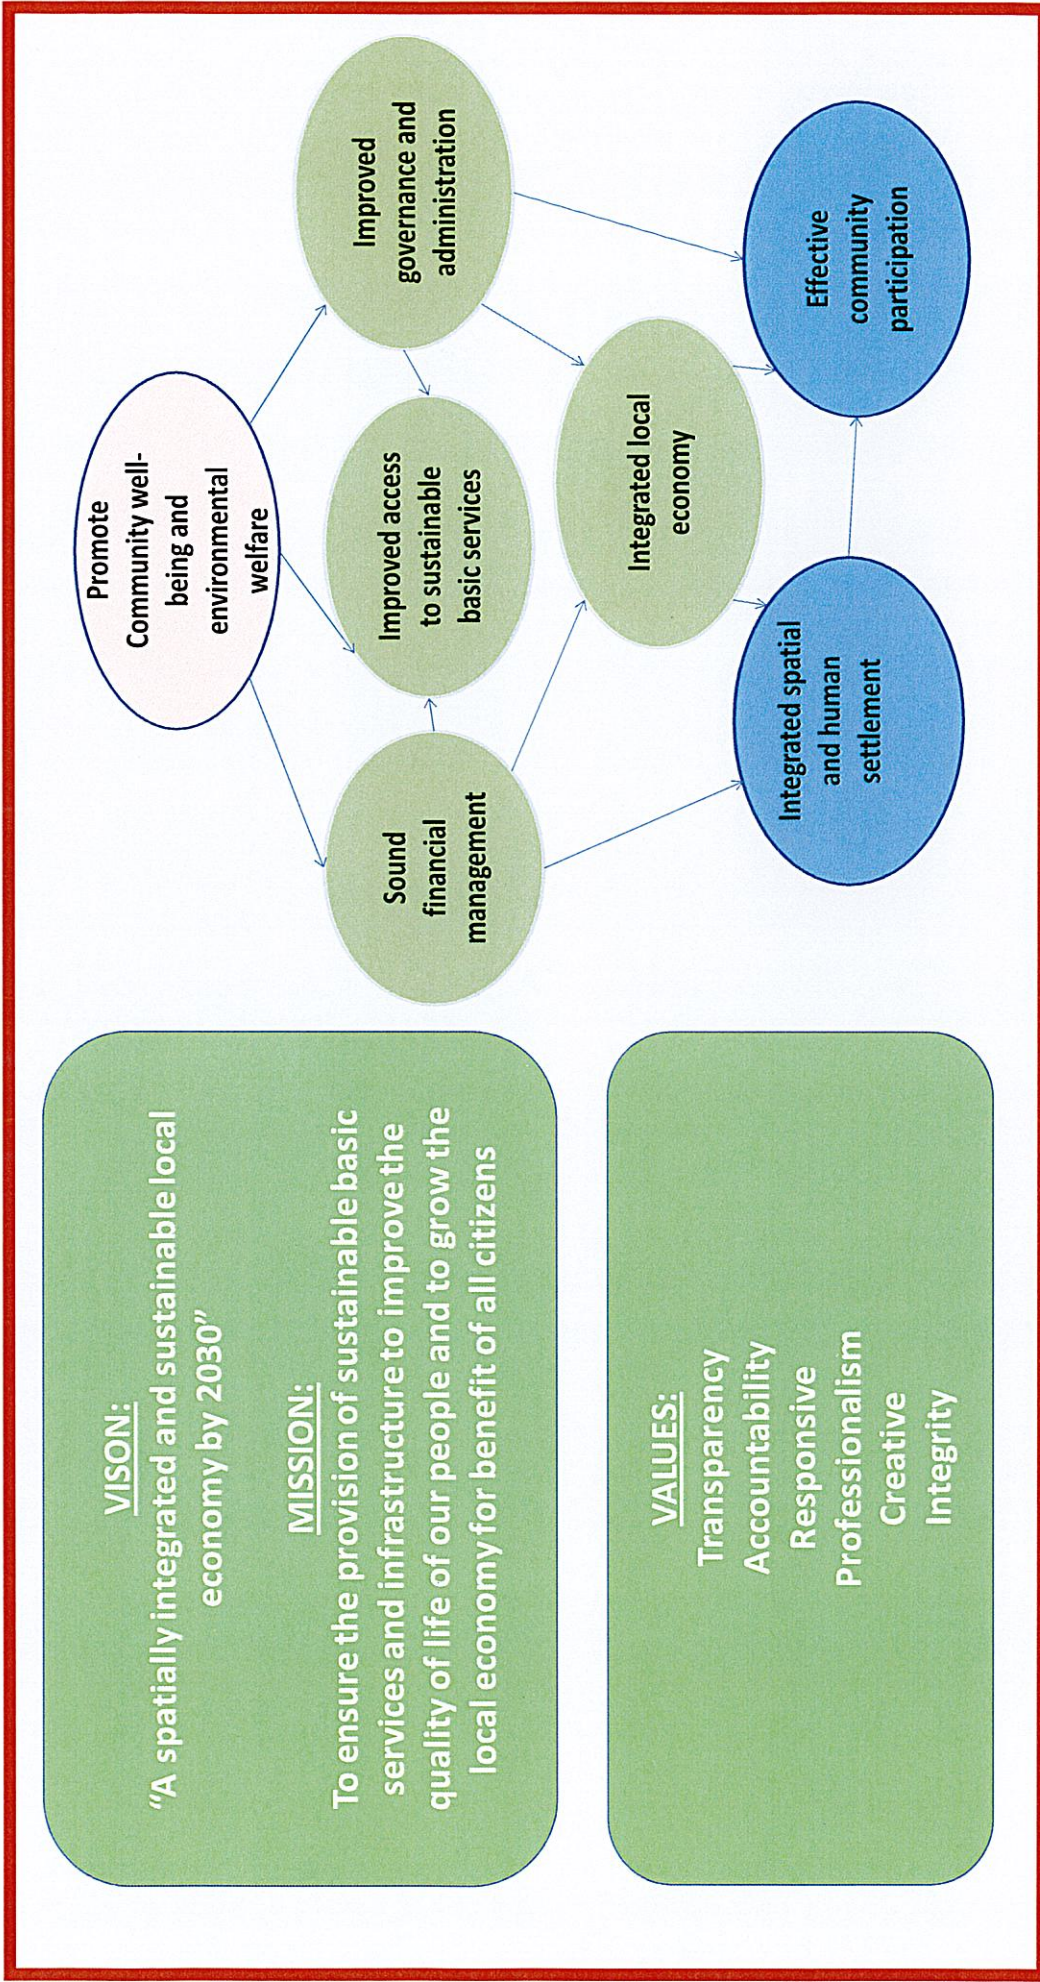 VISON:
“A spatially integrated and sustainable local
economy by 2030”
MISSION:
To ensure the provision of sustainable basic
services and infrastructure to improve the
quality of life of our people and to grow the
local economy for benefit of all citizens
VALUES:
Transparency
Accountability
Responsive
Professionalism
Creative
Integrity
Promote
Community well-
being and
environmental
welfare
Sound
financial
management
Improved access
to sustainable
basic services
Improved
governance and
administration
Integrated local
economy
Integrated spatial
and human
settlement
Effective
community
participation